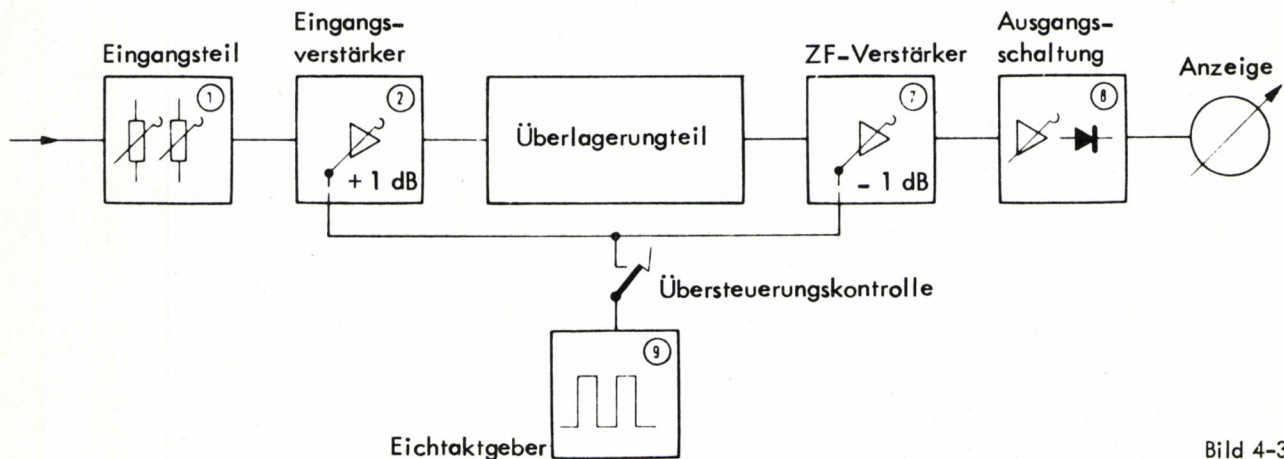 Eingangsteil
①
Eingangs-
verstärker
②
+ 1 dB
Überlagerungteil
ZF-Verstärker
⑦
- 1 dB
Ausgangs-
schaltung
⑧
Anzeige
Übersteuerungskontrolle
⑨
Eichtaktgeber
Bild 4-3